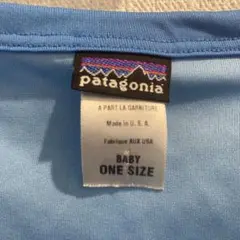 patagonia
A PART LA GARNITURE
Made in U.S.A.
Fabriqué AUX USA
BABY
ONE SIZE